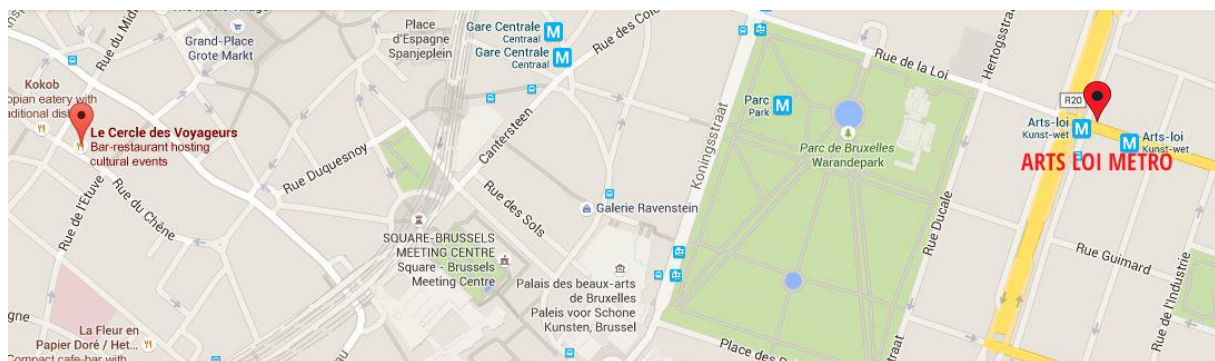 Rue du Midi
Grand-Place
Grote Markt
Place
d'Espagne
Spanjeplein
Gare Centrale
Centraal
Gare Centrale
Centraal
Rue des Colo
Kokob
opian eatery with
aditional dis
Le Cercle des Voyageurs
Bar-restaurant hosting
cultural events
Rue de l'Etuve
Rue du Chêne
Rue Duquesnoy
Cantersteen
Rue des Sols
Galerie Ravenstein
SQUARE-BRUSSELS
MEETING CENTRE
Square - Brussels
Meeting Centre
Palais des beaux-arts
de Bruxelles
Paleis voor Schone
Kunsten, Brussel
Koningsstraat
Parc
Park
Parc de Bruxelles
Warandepark
Rue de la Loi
Hertogsstraat
Rue Ducale
R20
Arts-loi
Kunst-wet
Arts-loi
Kunst-wet
ARTS LOI METRO
Rue Guimard
Rue de l'Industrie
Place des
gne
La Fleur en
Papier Doré / Het...
Compact cafe-bar with